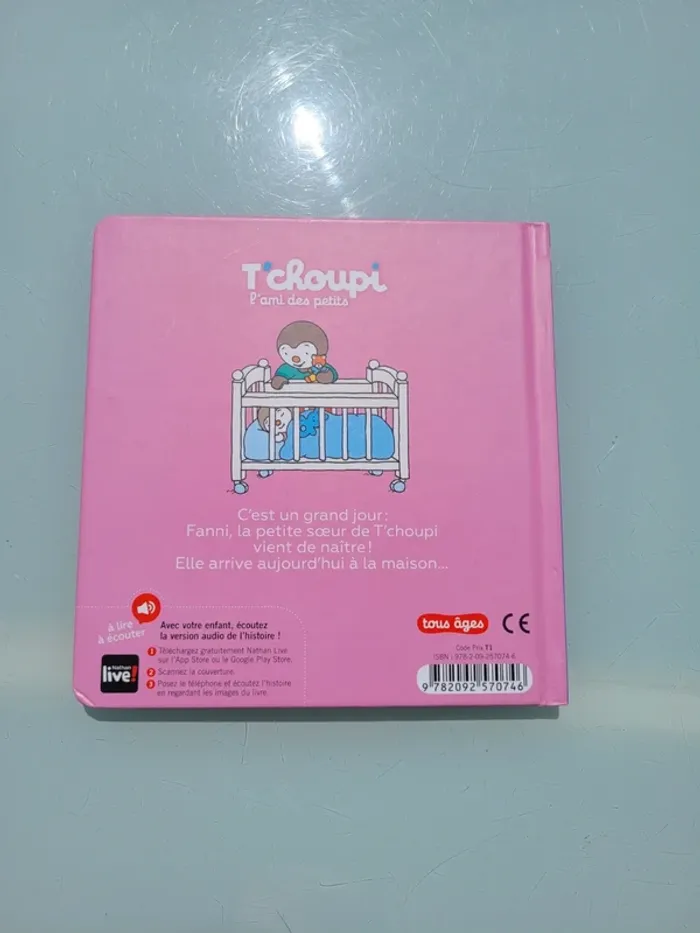 T'choupi
l'ami des petits
C'est un grand jour :
Fanni, la petite sœur de T'choupi
vient de naître !
Elle arrive aujourd'hui à la maison...
à lire
à écouter
Avec votre enfant, écoutez
la version audio de l'histoire !
1 Téléchargez gratuitement Nathan Live
sur l'App Store ou le Google Play Store.
2 Scannez la couverture.
3 Posez le téléphone et écoutez l'histoire
en regardant les images du livre.
Nathan
live!
tous âges
CE
Code Prix T1
ISBN : 978-2-09-257074-6
9 782092 570746